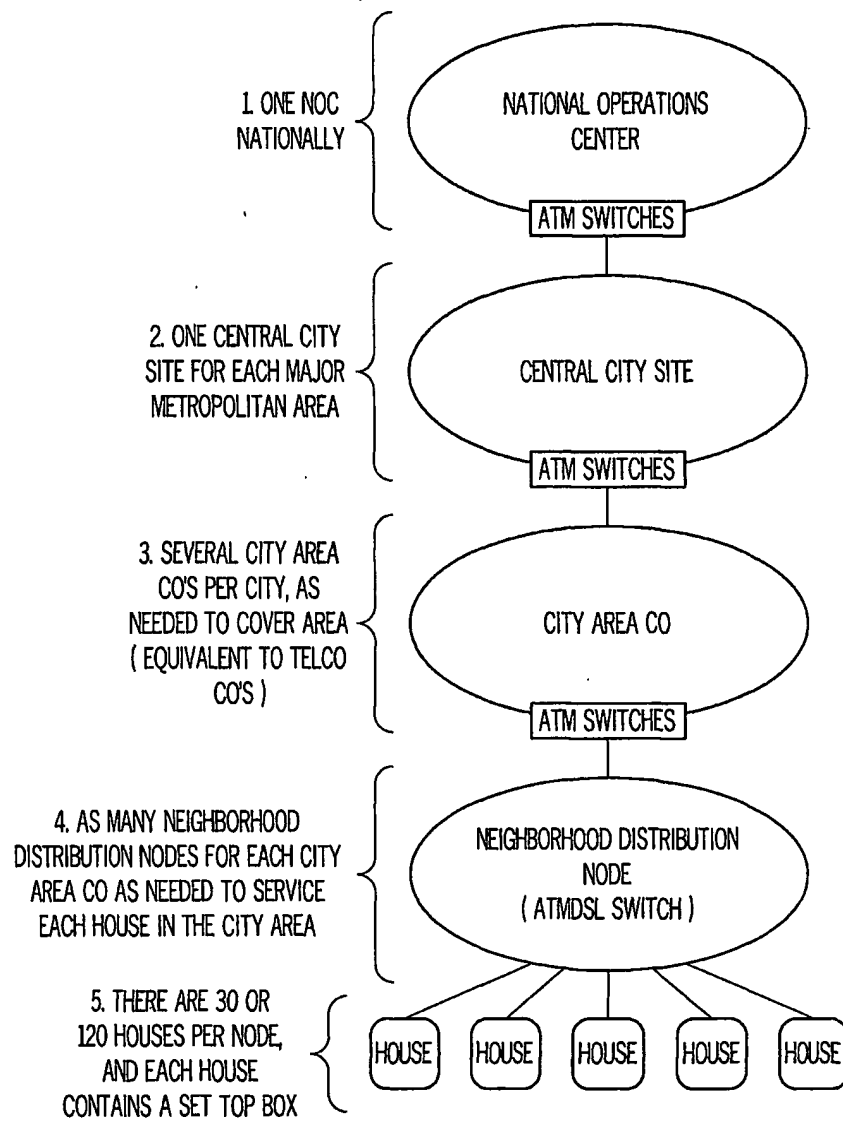 1. ONE NOC
NATIONALLY
NATIONAL OPERATIONS
CENTER
ATM SWITCHES
2. ONE CENTRAL CITY
SITE FOR EACH MAJOR
METROPOLITAN AREA
CENTRAL CITY SITE
ATM SWITCHES
3. SEVERAL CITY AREA
CO'S PER CITY, AS
NEEDED TO COVER AREA
( EQUIVALENT TO TELCO
CO'S )
CITY AREA CO
ATM SWITCHES
4. AS MANY NEIGHBORHOOD
DISTRIBUTION NODES FOR EACH CITY
AREA CO AS NEEDED TO SERVICE
EACH HOUSE IN THE CITY AREA
NEIGHBORHOOD DISTRIBUTION
NODE
( ATMDSL SWITCH )
5. THERE ARE 30 OR
120 HOUSES PER NODE,
AND EACH HOUSE
CONTAINS A SET TOP BOX
HOUSE HOUSE HOUSE HOUSE HOUSE